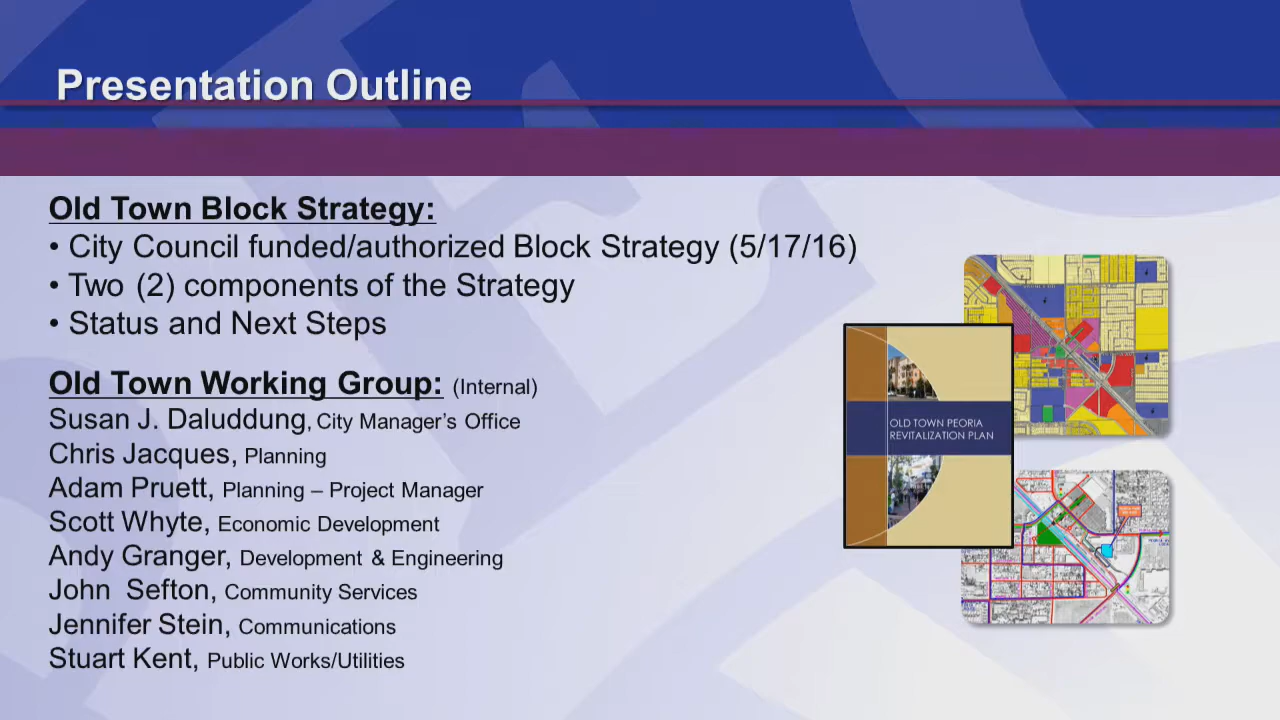 Presentation Outline
Old Town Block Strategy:
• City Council funded/authorized Block Strategy (5/17/16)
• Two (2) components of the Strategy
• Status and Next Steps
Old Town Working Group: (Internal)
Susan J. Daluddung, City Manager's Office
Chris Jacques, Planning
Adam Pruett, Planning – Project Manager
Scott Whyte, Economic Development
Andy Granger, Development & Engineering
John  Sefton, Community Services
Jennifer Stein, Communications
Stuart Kent, Public Works/Utilities
OLD TOWN PEORIA
REVITALIZATION PLAN